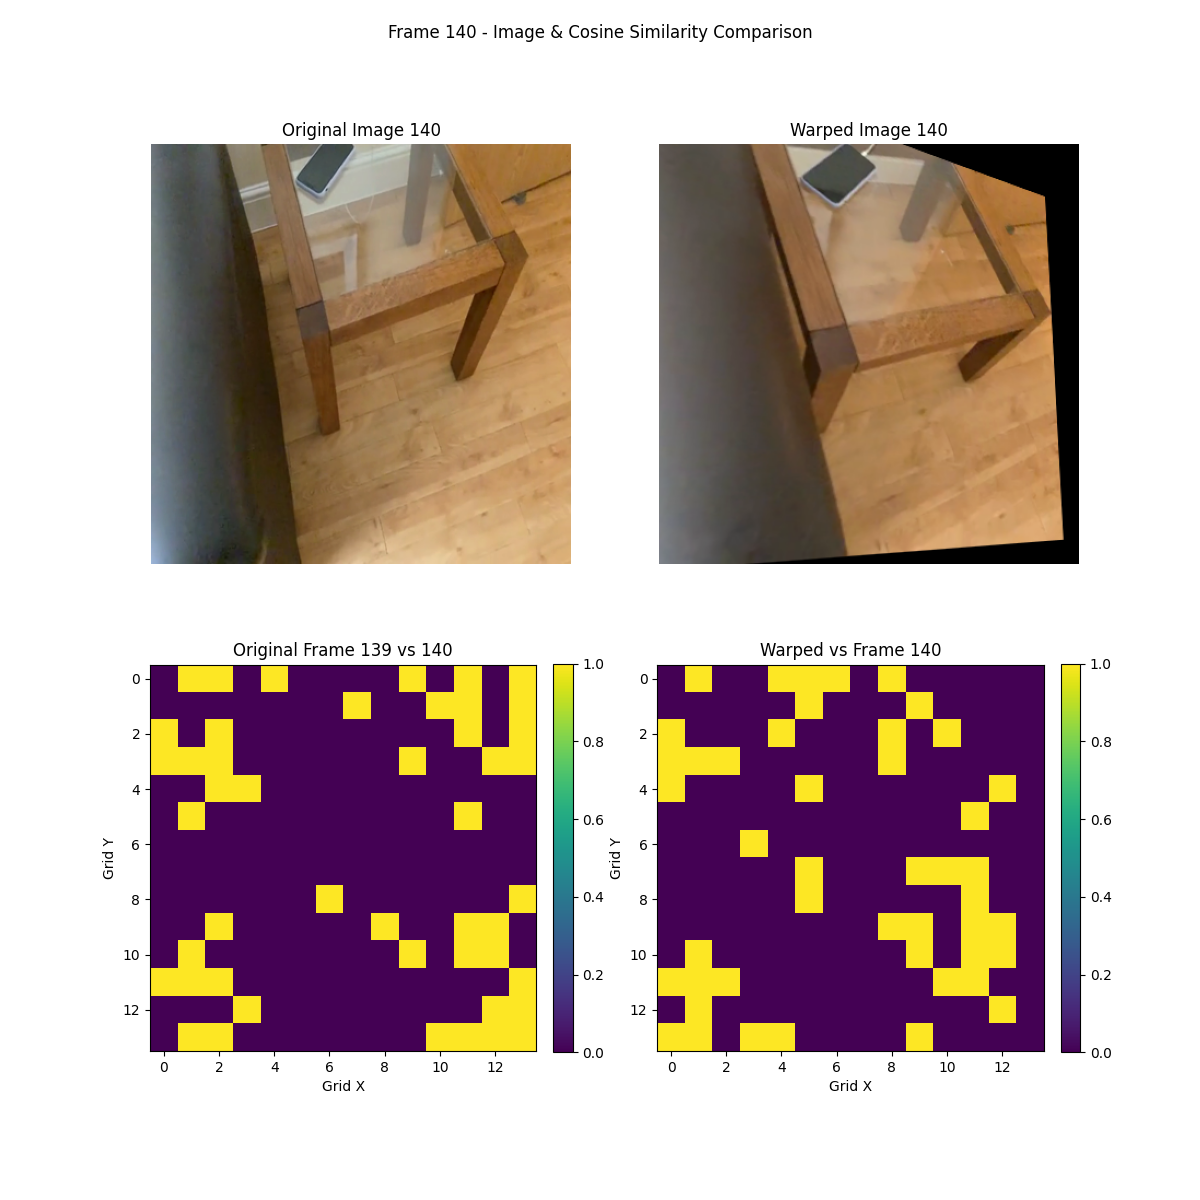 Frame 140 - Image & Cosine Similarity Comparison
Original Image 140
Warped Image 140
Original Frame 139 vs 140
Warped vs Frame 140
0
2
4
6
8
10
12
Grid Y
0 2 4 6 8 10 12
Grid X
1.0
0.8
0.6
0.4
0.2
0.0
0
2
4
6
8
10
12
Grid Y
0 2 4 6 8 10 12
Grid X
1.0
0.8
0.6
0.4
0.2
0.0